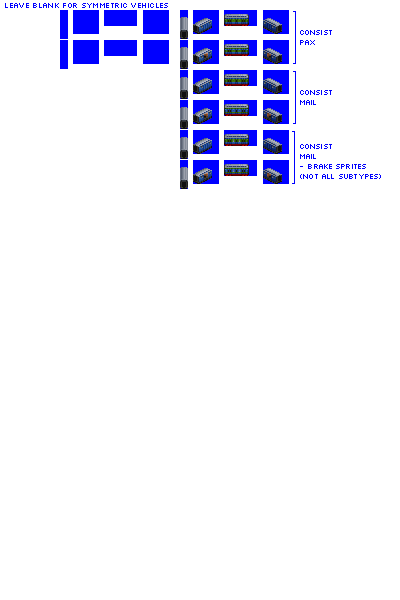 LEAVE BLANK FOR SYMMETRIC VEHICLES
CONSIST
PAX
CONSIST
MAIL
CONSIST
MAIL
- BRAKE SPRITES
(NOT ALL SUBTYPES)